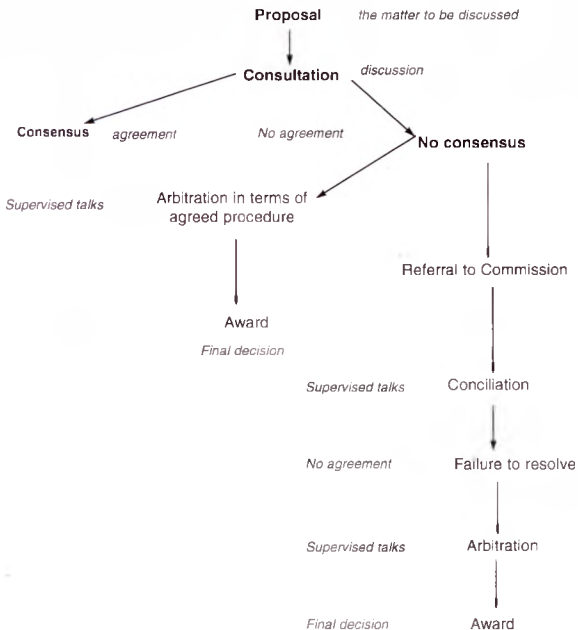 Proposal the matter to be discussed
Consultation discussion
Consensus agreement No agreement
No consensus
Supervised talks Arbitration in terms of
agreed procedure
Referral to Commission
Award
Final decision
Supervised talks Conciliation
No agreement Failure to resolve
Supervised talks Arbitration
Final decision Award